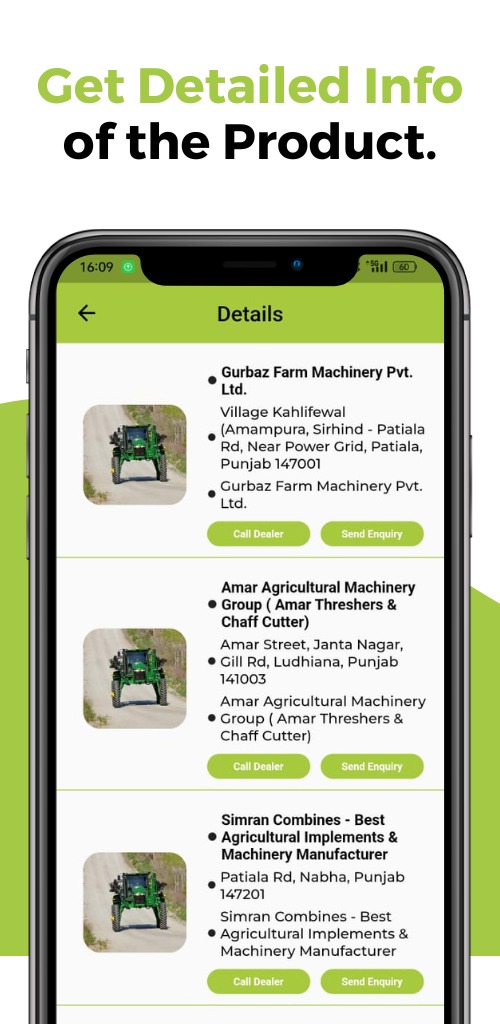 Get Detailed Info
of the Product.
16:09
5G
60
Details
Gurbaz Farm Machinery Pvt.
Ltd.
Village Kahlifewal
(Amampura, Sirhind - Patiala
Rd, Near Power Grid, Patiala,
Punjab 147001
Gurbaz Farm Machinery Pvt.
Ltd.
Call Dealer
Send Enquiry
Amar Agricultural Machinery
Group ( Amar Threshers &
Chaff Cutter)
Amar Street, Janta Nagar,
Gill Rd, Ludhiana, Punjab
141003
Amar Agricultural Machinery
Group ( Amar Threshers &
Chaff Cutter)
Call Dealer
Send Enquiry
Simran Combines - Best
Agricultural Implements &
Machinery Manufacturer
Patiala Rd, Nabha, Punjab
147201
Simran Combines - Best
Agricultural Implements &
Machinery Manufacturer
Call Dealer
Send Enquiry